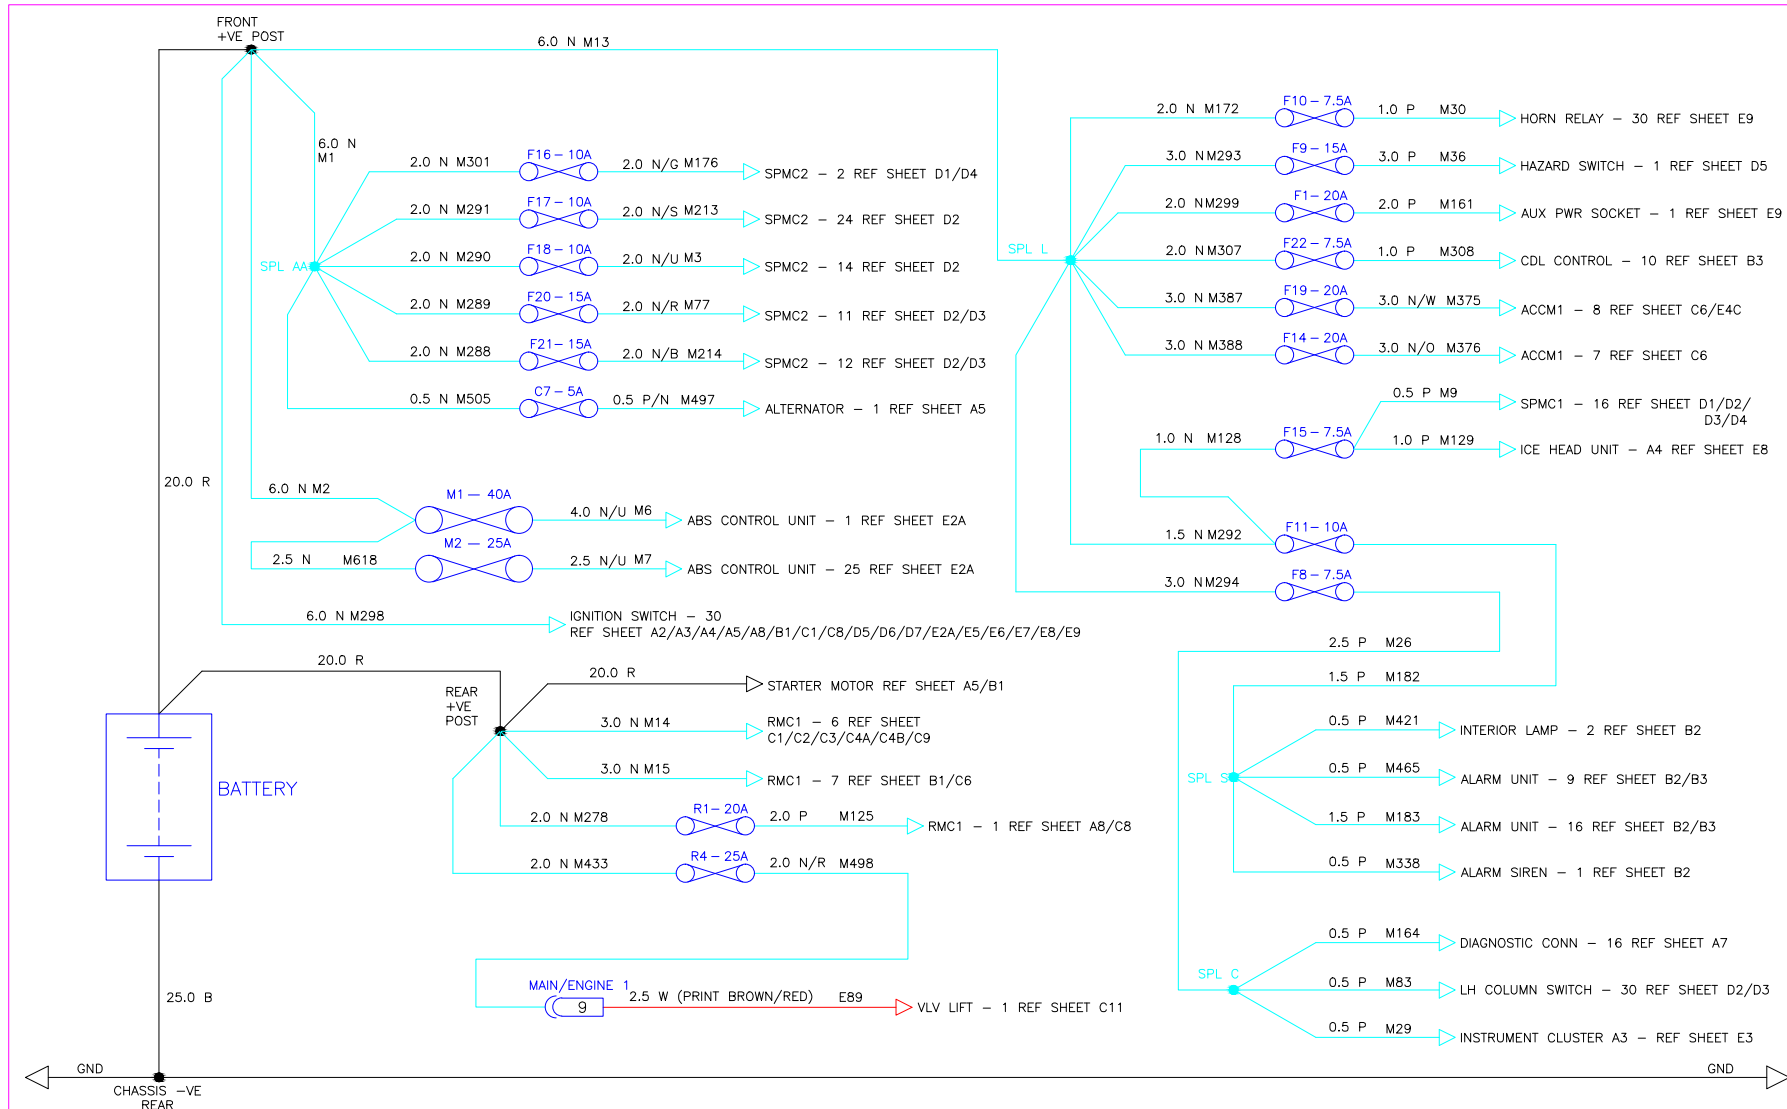 FRONT
+VE POST
6.0 N M13
6.0 N
M1
2.0 N M301
F16-10A
2.0 N/G M176
SPMC2 - 2 REF SHEET D1/D4
2.0 N M291
F17-10A
2.0 N/S M213
SPMC2 - 24 REF SHEET D2
SPL AA
2.0 N M290
F18-10A
2.0 N/U M3
SPMC2 - 14 REF SHEET D2
2.0 N M289
F20-15A
2.0 N/R M77
SPMC2 - 11 REF SHEET D2/D3
2.0 N M288
F21-15A
2.0 N/B M214
SPMC2 - 12 REF SHEET D2/D3
0.5 N M505
C7-5A
0.5 P/N M497
ALTERNATOR - 1 REF SHEET A5
20.0 R
6.0 N M2
M1 - 40A
4.0 N/U M6
ABS CONTROL UNIT - 1 REF SHEET E2A
2.5 N M618
M2 - 25A
2.5 N/U M7
ABS CONTROL UNIT - 25 REF SHEET E2A
6.0 N M298
IGNITION SWITCH - 30
REF SHEET A2/A3/A4/A5/A8/B1/C1/C8/D5/D6/D7/E2A/E5/E6/E7/E8/E9
20.0 R
REAR
+VE
POST
20.0 R
STARTER MOTOR REF SHEET A5/B1
3.0 N M14
RMC1 - 6 REF SHEET
C1/C2/C3/C4A/C4B/C9
3.0 N M15
RMC1 - 7 REF SHEET B1/C6
BATTERY
2.0 N M278
R1-20A
2.0 P M125
RMC1 - 1 REF SHEET A8/C8
2.0 N M433
R4-25A
2.0 N/R M498
MAIN/ENGINE 1
9
2.5 W (PRINT BROWN/RED) E89
VLV LIFT - 1 REF SHEET C11
25.0 B
GND
CHASSIS -VE
REAR
SPL L
2.0 N M172
F10-7.5A
1.0 P M30
HORN RELAY - 30 REF SHEET E9
3.0 N M293
F9-15A
3.0 P M36
HAZARD SWITCH - 1 REF SHEET D5
2.0 N M299
F1-20A
2.0 P M161
AUX PWR SOCKET - 1 REF SHEET E9
2.0 N M307
F22-7.5A
1.0 P M308
CDL CONTROL - 10 REF SHEET B3
3.0 N M387
F19-20A
3.0 N/W M375
ACCM1 - 8 REF SHEET C6/E4C
3.0 N M388
F14-20A
3.0 N/O M376
ACCM1 - 7 REF SHEET C6
0.5 P M9
SPMC1 - 16 REF SHEET D1/D2/
D3/D4
1.0 N M128
F15-7.5A
1.0 P M129
ICE HEAD UNIT - A4 REF SHEET E8
1.5 N M292
F11-10A
3.0 N M294
F8-7.5A
2.5 P M26
1.5 P M182
0.5 P M421
INTERIOR LAMP - 2 REF SHEET B2
SPL S
0.5 P M465
ALARM UNIT - 9 REF SHEET B2/B3
1.5 P M183
ALARM UNIT - 16 REF SHEET B2/B3
0.5 P M338
ALARM SIREN - 1 REF SHEET B2
0.5 P M164
DIAGNOSTIC CONN - 16 REF SHEET A7
SPL C
0.5 P M83
LH COLUMN SWITCH - 30 REF SHEET D2/D3
0.5 P M29
INSTRUMENT CLUSTER A3 - REF SHEET E3
GND